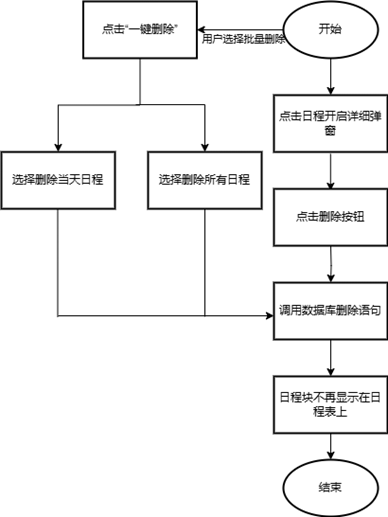 点击“一键删除”
用户选择批量删除
开始
点击日程开启详细弹
窗
选择删除当天日程
选择删除所有日程
点击删除按钮
调用数据库删除语句
日程块不再显示在日
程表上
结束